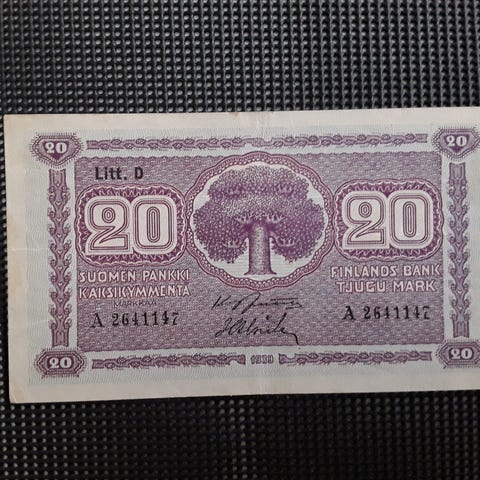 20 20
Litt. D
20 20
SUOMEN PANKKI
KAKSIKYMMENTÄ
MARKKAA
FINLANDS BANK
TJUGU MARK
A 2641147 A 2641147
20 1939 20